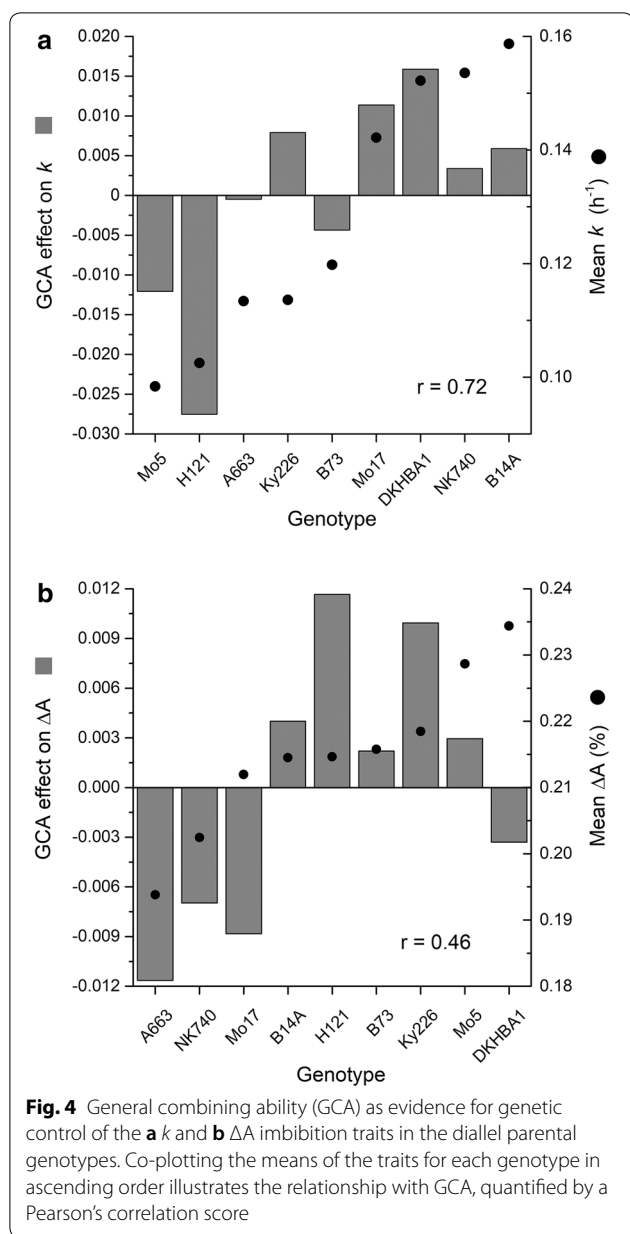 a
0.020
0.015
0.010
0.005
0
-0.005
-0.010
-0.015
-0.020
-0.025
-0.030
GCA effect on k
0.16
0.14
0.12
0.10
Mean k (h-1)
r = 0.72
Mo5
H121
A663
Ky226
B73
Mo17
DKHBA1
NK740
B14A
Genotype
b
0.012
0.009
0.006
0.003
0.000
-0.003
-0.006
-0.009
-0.012
GCA effect on ΔA
0.24
0.23
0.22
0.21
0.20
0.19
0.18
Mean ΔA (%)
r = 0.46
A663
NK740
Mo17
B14A
H121
B73
Ky226
Mo5
DKHBA1
Genotype
Fig. 4 General combining ability (GCA) as evidence for genetic
control of the a k and b ΔA imbibition traits in the diallel parental
genotypes. Co-plotting the means of the traits for each genotype in
ascending order illustrates the relationship with GCA, quantified by a
Pearson's correlation score